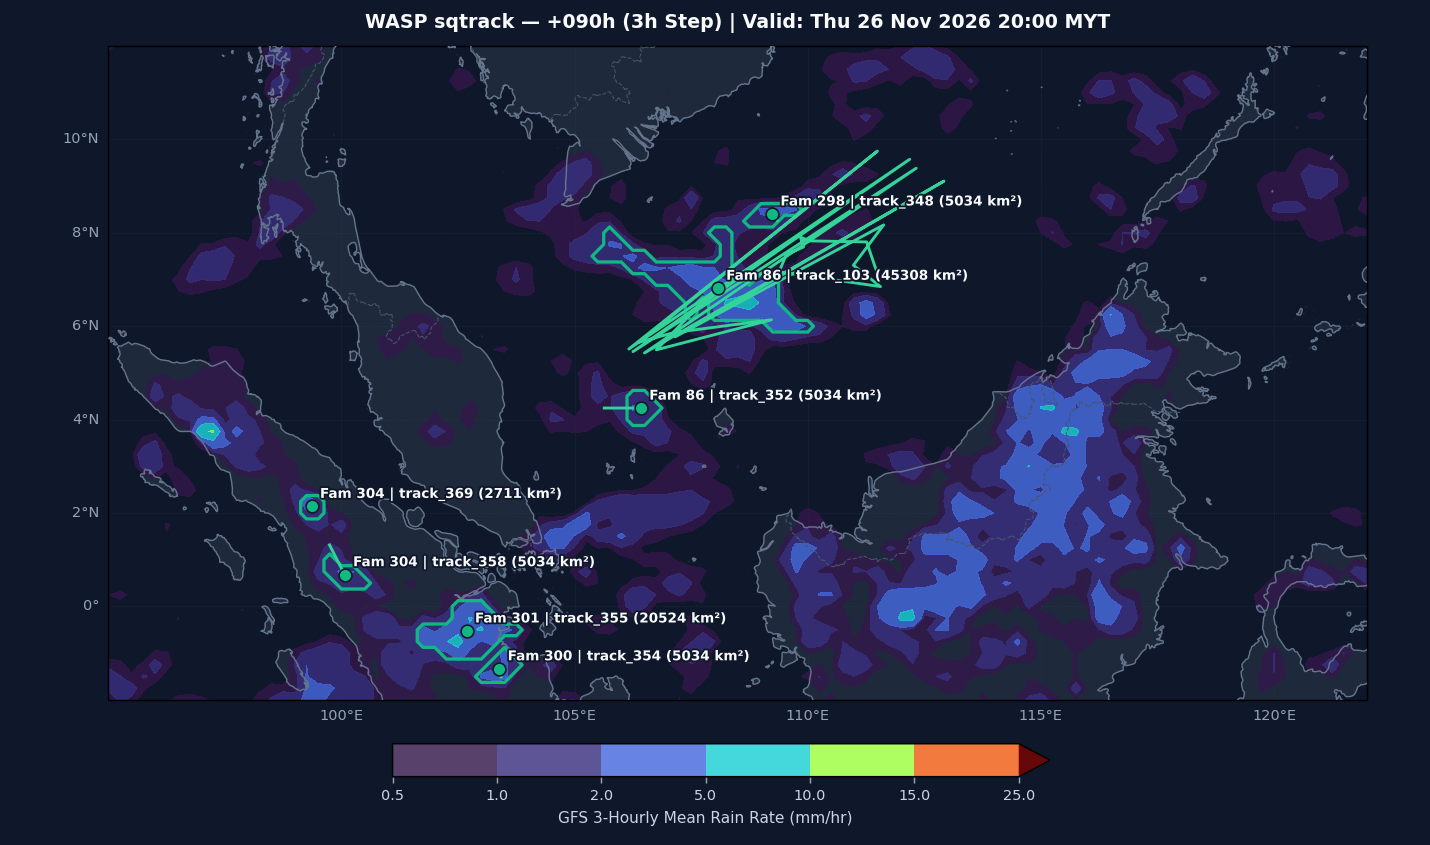 WASP sqtrack — +090h (3h Step) | Valid: Thu 26 Nov 2026 20:00 MYT
10°N
8°N
6°N
4°N
2°N
0°
Fam 298 | track_348 (5034 km²)
Fam 86 | track_103 (45308 km²)
Fam 86 | track_352 (5034 km²)
Fam 304 | track_369 (2711 km²)
Fam 304 | track_358 (5034 km²)
Fam 301 | track_355 (20524 km²)
Fam 300 | track_354 (5034 km²)
100°E 105°E 110°E 115°E 120°E
0.5 1.0 2.0 5.0 10.0 15.0 25.0
GFS 3-Hourly Mean Rain Rate (mm/hr)